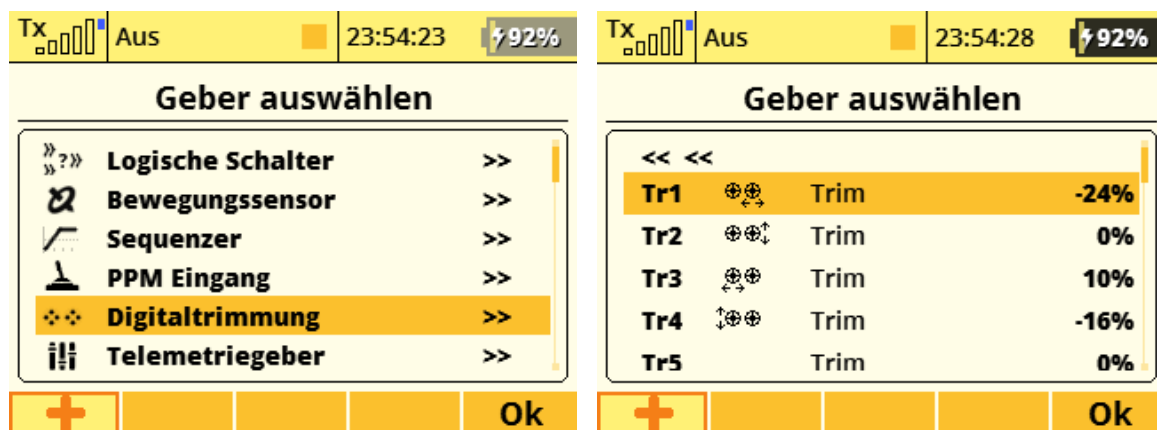 Tx Aus 23:54:23 92%
Geber auswählen
Logische Schalter >>
Bewegungssensor >>
Sequenzer >>
PPM Eingang >>
Digitaltrimmung >>
Telemetriegeber >>
Ok
Tx Aus 23:54:28 92%
Geber auswählen
<< <<
Tr1 Trim -24%
Tr2 Trim 0%
Tr3 Trim 10%
Tr4 Trim -16%
Tr5 Trim 0%
Ok